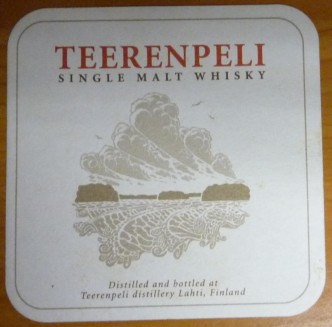 TEERENPELI
SINGLE MALT WHISKY
Distilled and bottled at
Teerenpeli distillery Lahti, Finland